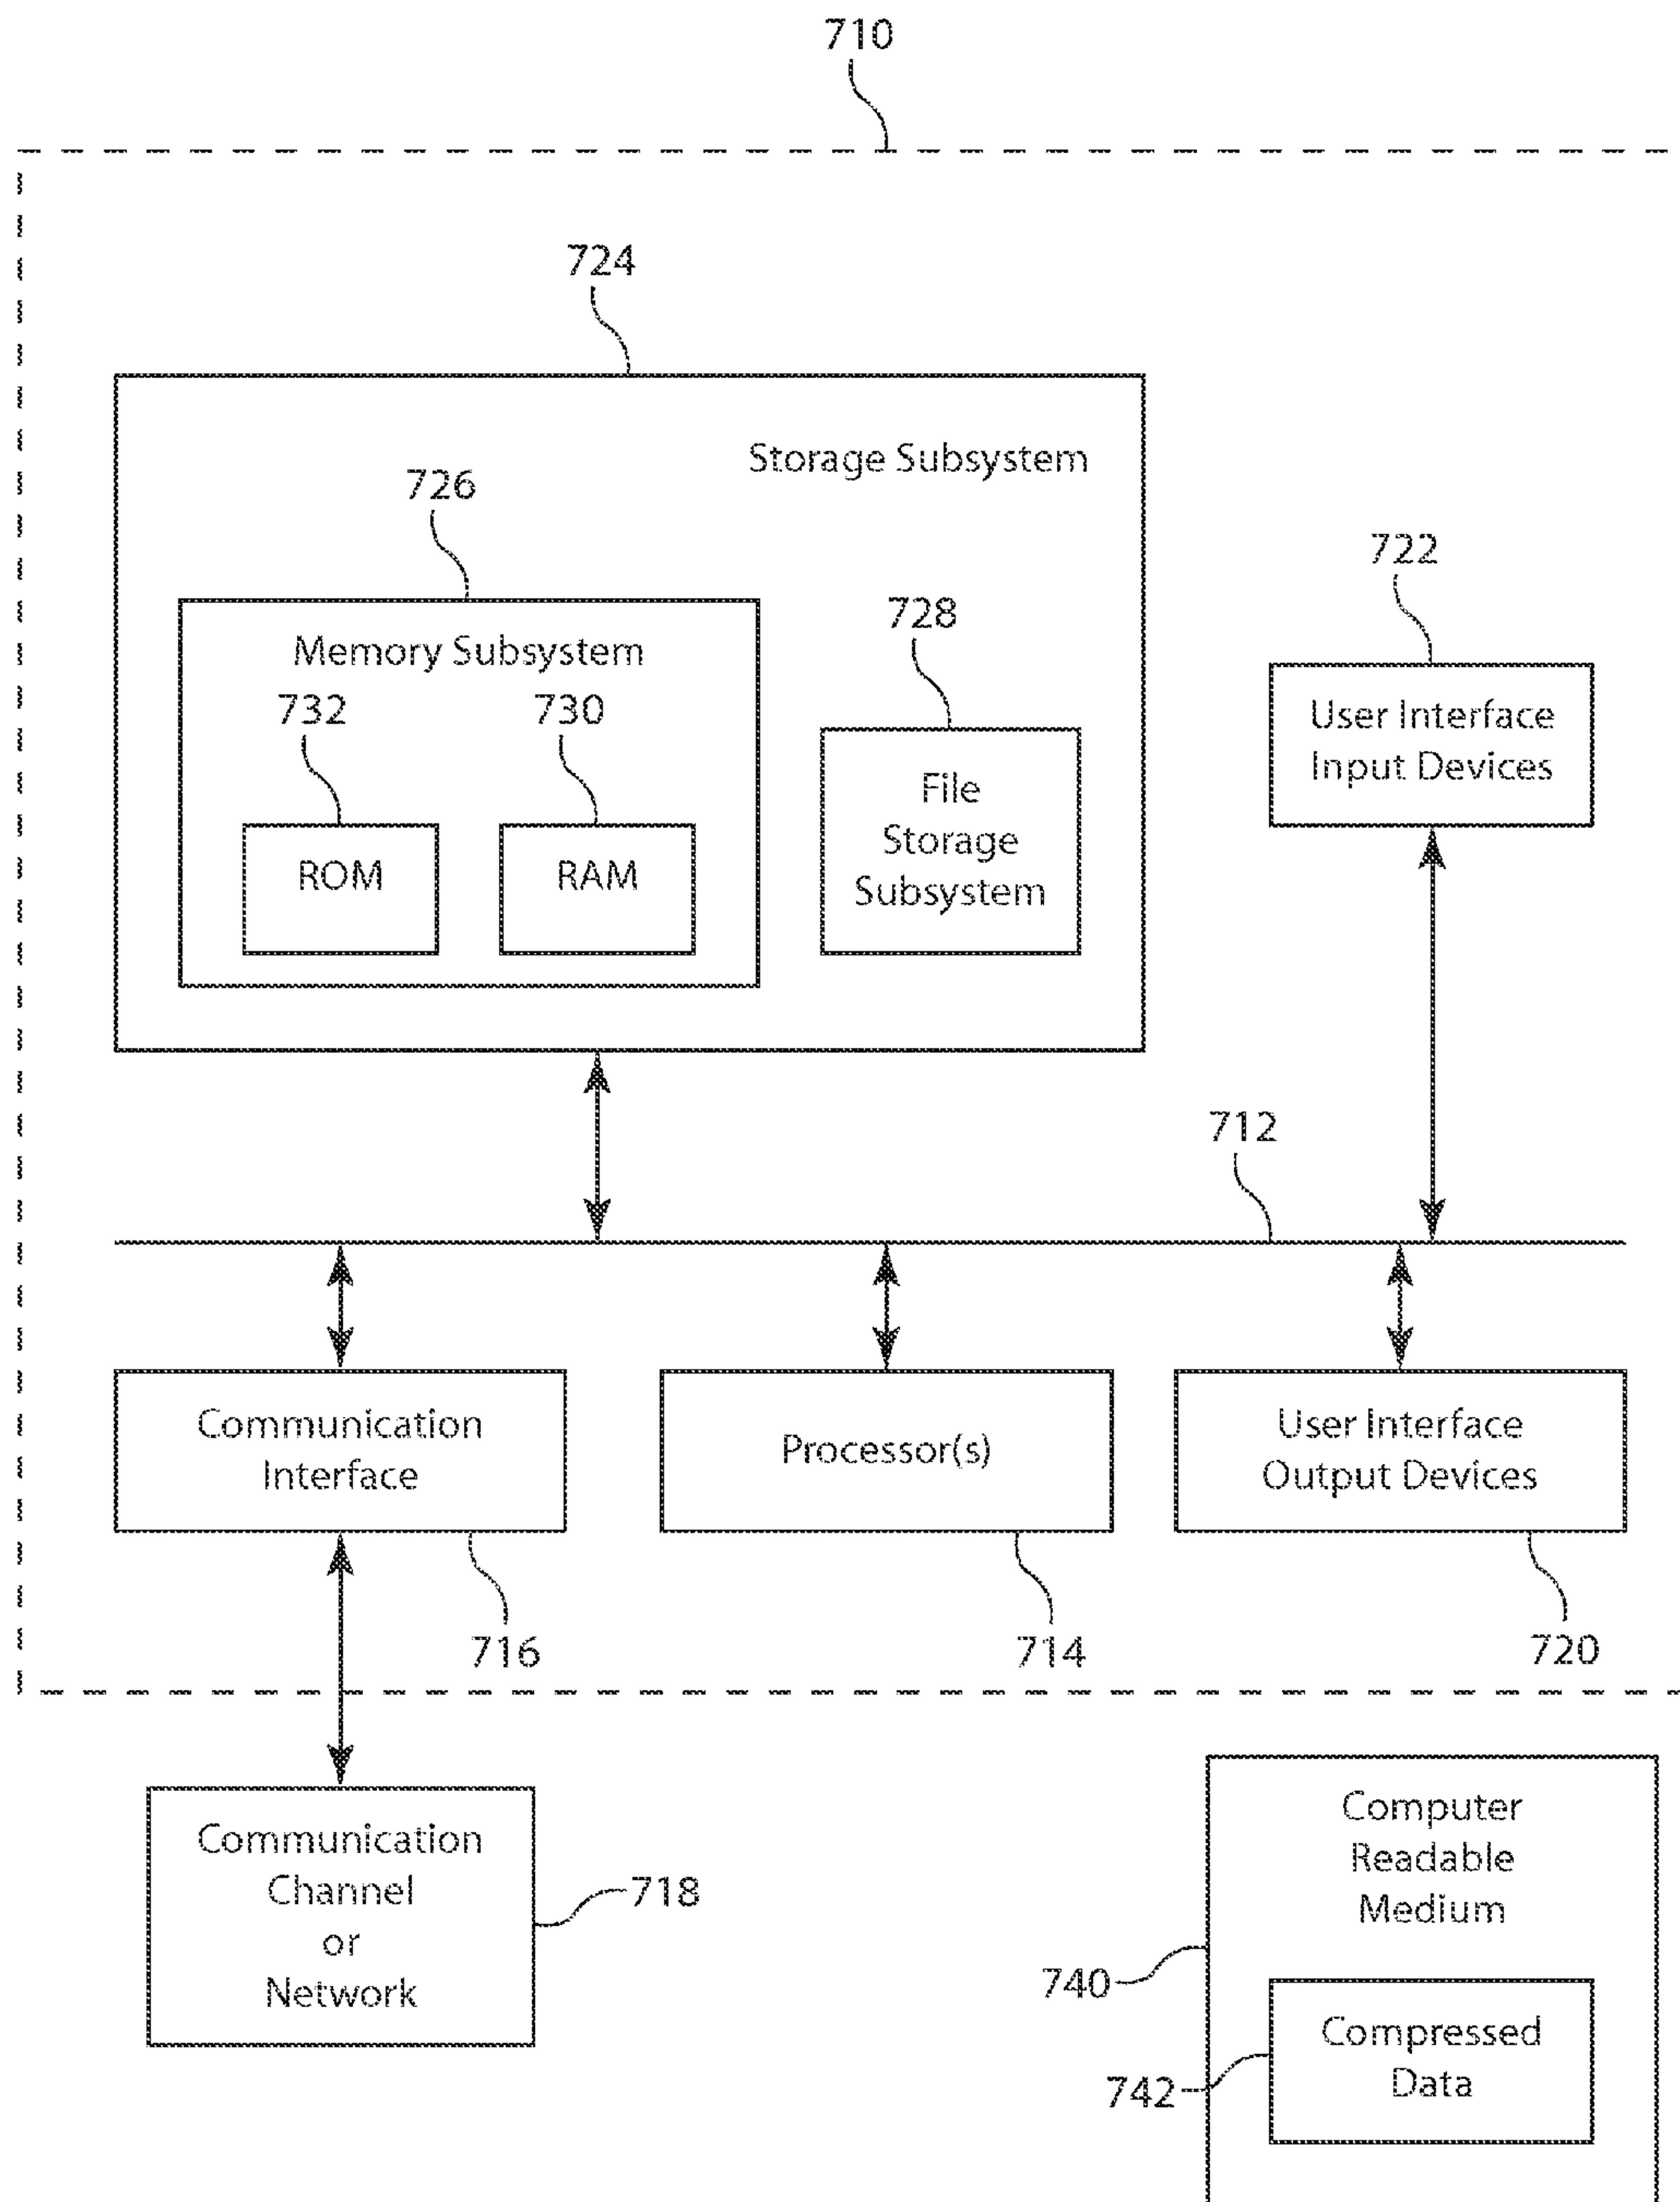 710
724
Storage Subsystem
726
722
728
Memory Subsystem
732
730
User Interface
Input Devices
File
Storage
Subsystem
ROM
RAM
712
Communication
Interface
Processor(s)
User Interface
Output Devices
716
714
720
Communication
Channel
or
Network
718
Computer
Readable
Medium
740
Compressed
Data
742